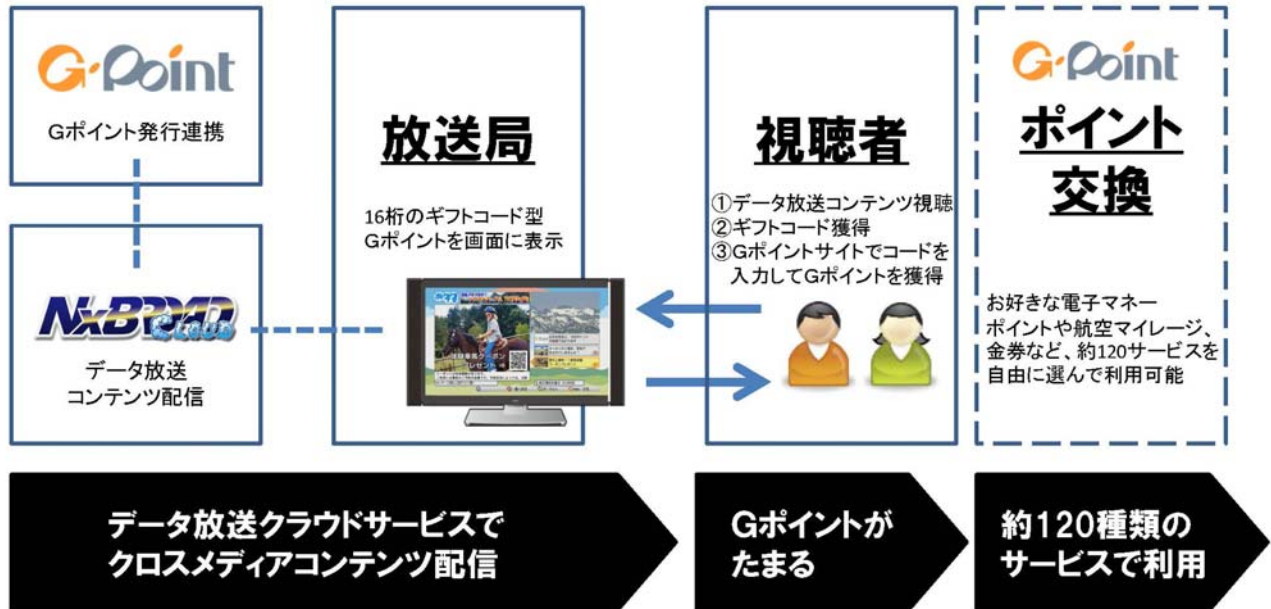 G・Point
Gポイント発行連携
NxBROAD
Cloud
データ放送
コンテンツ配信
放送局
16桁のギフトコード型
Gポイントを画面に表示
プレゼント
視聴者
①データ放送コンテンツ視聴
②ギフトコード獲得
③Gポイントサイトでコードを
入力してGポイントを獲得
G・Point
ポイント
交換
お好きな電子マネー
ポイントや航空マイレージ、
金券など、約120サービスを
自由に選んで利用可能
データ放送クラウドサービスで
クロスメディアコンテンツ配信
Gポイントが
たまる
約120種類の
サービスで利用